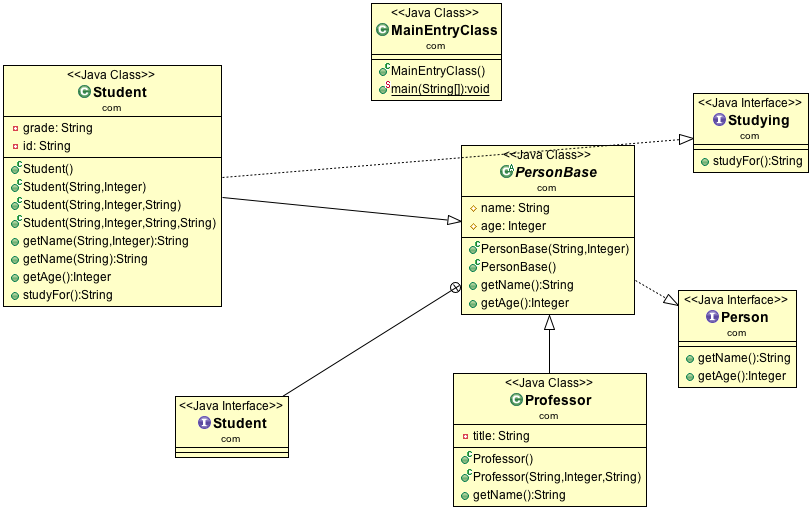 <<Java Class>>
MainEntryClass
com
MainEntryClass()
main(String[]):void
<<Java Class>>
Student
com
grade: String
id: String
Student()
Student(String,Integer)
Student(String,Integer,String)
Student(String,Integer,String,String)
getName(String,Integer):String
getName(String):String
getAge():Integer
studyFor():String
<<Java Interface>>
Studying
com
studyFor():String
<<Java Class>>
PersonBase
com
name: String
age: Integer
PersonBase(String,Integer)
PersonBase()
getName():String
getAge():Integer
<<Java Interface>>
Person
com
getName():String
getAge():Integer
<<Java Interface>>
Student
com
<<Java Class>>
Professor
com
title: String
Professor()
Professor(String,Integer,String)
getName():String